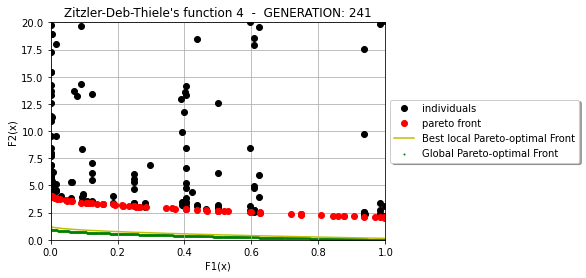 Zitzler-Deb-Thiele's function 4 - GENERATION: 241
20.0
17.5
15.0
12.5
10.0
7.5
5.0
2.5
0.0
F2(x)
0.0 0.2 0.4 0.6 0.8 1.0
F1(x)
individuals
pareto front
Best local Pareto-optimal Front
Global Pareto-optimal Front